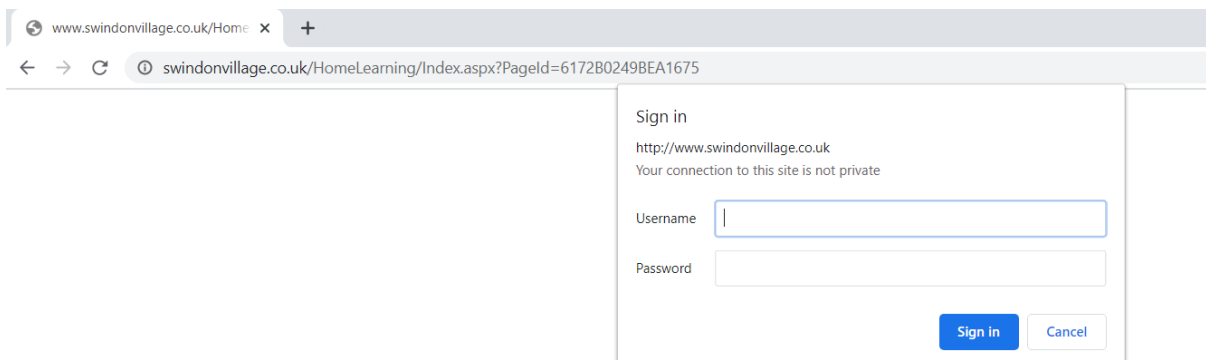 www.swindonvillage.co.uk/Home
swindonvillage.co.uk/HomeLearning/Index.aspx?PageId=6172B0249BEA1675
Sign in
http://www.swindonvillage.co.uk
Your connection to this site is not private
Username
Password
Sign in Cancel